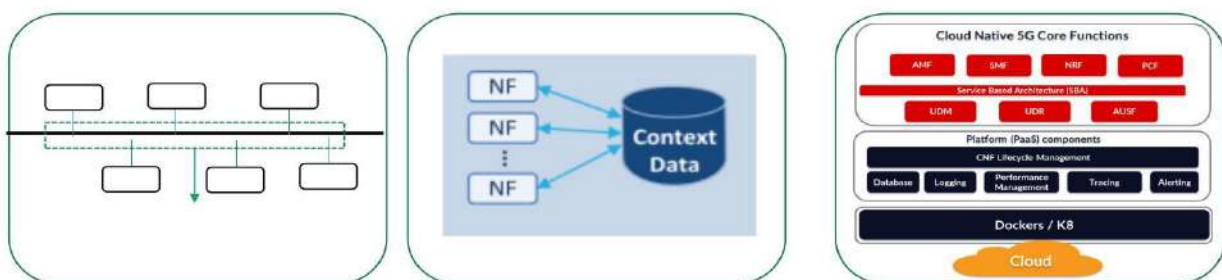 NF
NF
NF
Context
Data
Cloud Native 5G Core Functions
AMF SMF NRF PCF
Service Based Architecture (SBA)
UDM UDR AUSF
Platform (PaaS) components
CNF Lifecycle Management
Database Logging Performance Management Tracing Alerting
Dockers / K8
Cloud